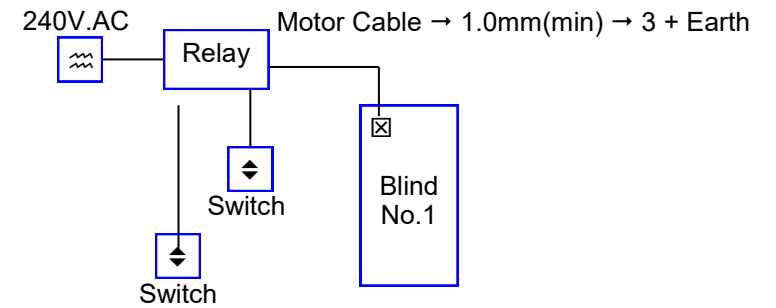 240V.AC
Motor Cable → 1.0mm(min) → 3 + Earth
Relay
Blind
No.1
Switch
Switch